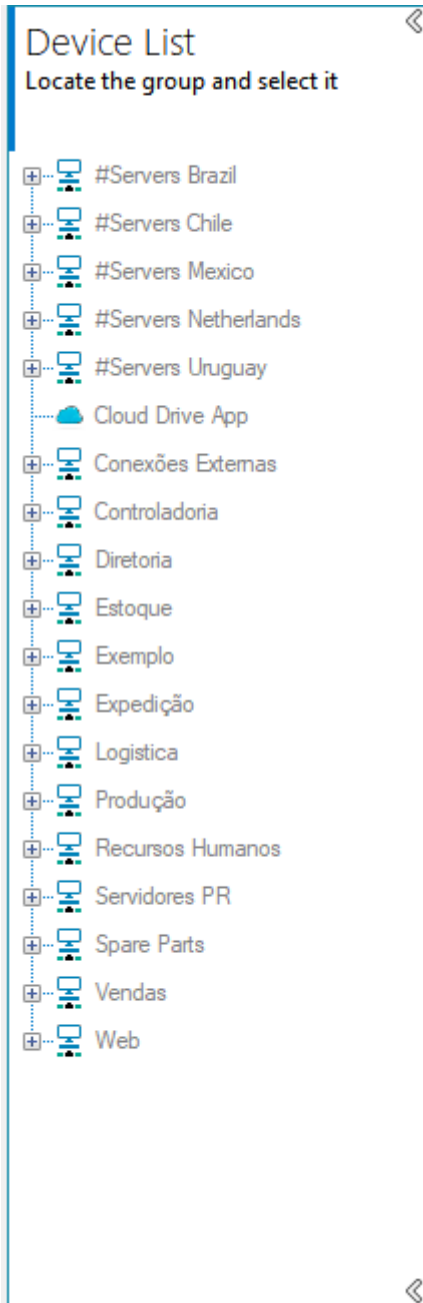 Device List
Locate the group and select it
#Servers Brazil
#Servers Chile
#Servers Mexico
#Servers Netherlands
#Servers Uruguay
Cloud Drive App
Conexões Externas
Controladoria
Diretoria
Estoque
Exemplo
Expedição
Logistica
Produção
Recursos Humanos
Servidores PR
Spare Parts
Vendas
Web